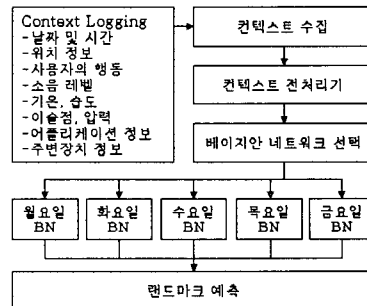 Context Logging
-날짜 및 시간
-위치 정보
-사용자의 행동
-소음 레벨
-기온, 습도
-이슬점, 압력
-어플리케이션 정보
-주변장치 정보
컨텍스트 수집
컨텍스트 전처리기
베이지안 네트워크 선택
월요일 BN
화요일 BN
수요일 BN
목요일 BN
금요일 BN
랜드마크 예측